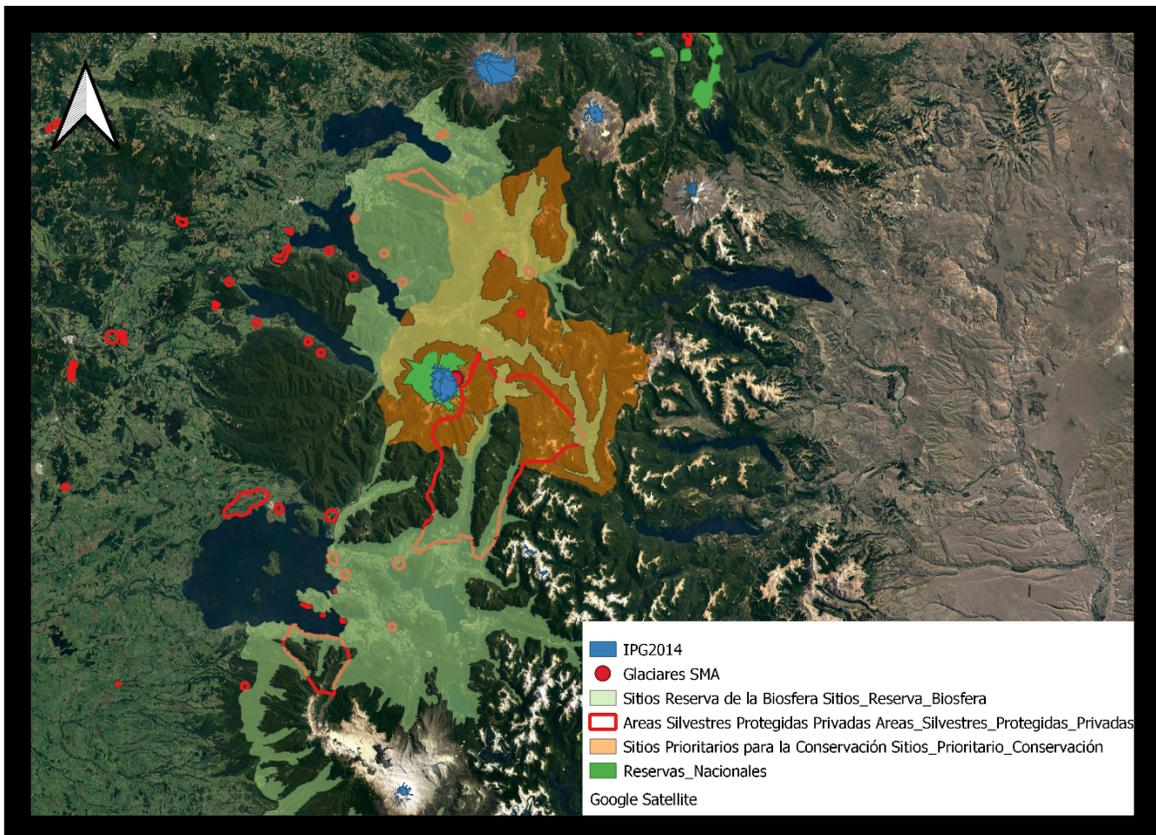 IPG2014
Glaciares SMA
Sitios Reserva de la Biosfera Sitios_Reserva_Biosfera
Areas Silvestres Protegidas Privadas Areas_Silvestres_Protegidas_Privadas
Sitios Prioritarios para la Conservación Sitios_Prioritario_Conservación
Reservas_Nacionales
Google Satellite